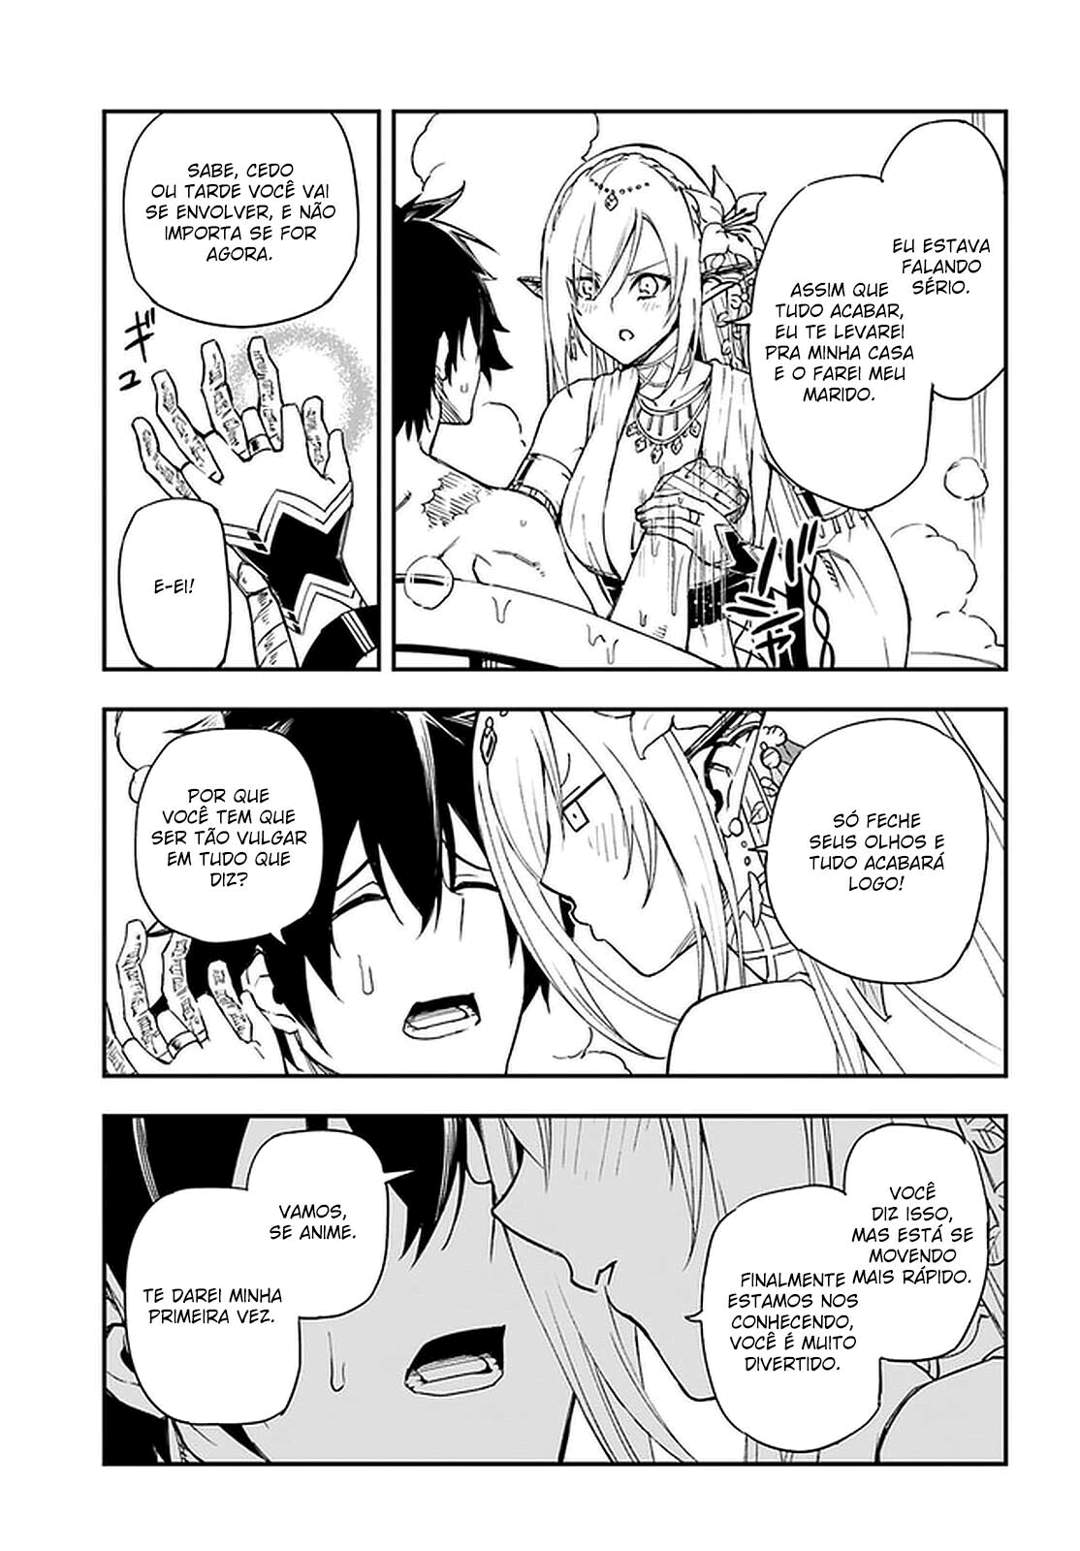 EU ESTAVA
FALANDO
SÉRIO.
ASSIM QUE
TUDO ACABAR,
EU TE LEVAREI
PRA MINHA CASA
E O FAREI MEU
MARIDO.
SABE, CEDO
OU TARDE VOCÊ VAI
SE ENVOLVER, E NÃO
IMPORTA SE FOR
AGORA.
E-EI!
SÓ FECHE
SEUS OLHOS E
TUDO ACABARÁ
LOGO!
POR QUE
VOCÊ TEM QUE
SER TÃO VULGAR
EM TUDO QUE
DIZ?
VOCÊ
DIZ ISSO,
MAS ESTÁ SE
MOVENDO
MAIS RÁPIDO.
FINALMENTE
ESTAMOS NOS
CONHECENDO,
VOCÊ É MUITO
DIVERTIDO.
VAMOS,
SE ANIME.
TE DAREI MINHA
PRIMEIRA VEZ.